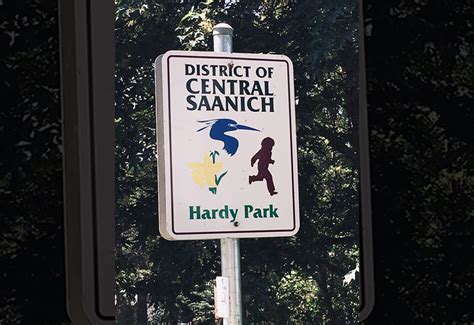 DISTRICT OF
CENTRAL
SAANICH
Hardy Park